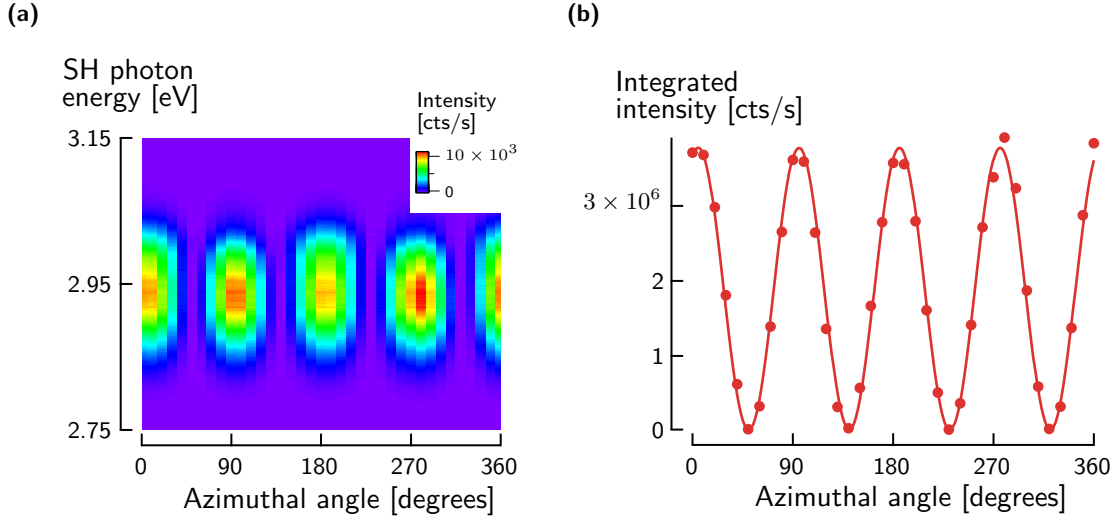 (a)
SH photon
energy [eV]
Intensity
[cts/s]
10 × 10³
0
3.15
2.95
2.75
0 90 180 270 360
Azimuthal angle [degrees]
(b)
Integrated
intensity [cts/s]
3 × 10⁶
2
1
0
0 90 180 270 360
Azimuthal angle [degrees]